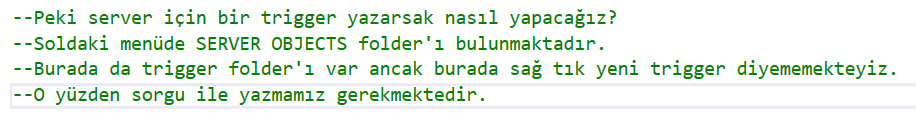 --Peki server için bir trigger yazarsak nasıl yapacağız?
--Soldaki menüde SERVER OBJECTS folder'ı bulunmaktadır.
--Burada da trigger folder'ı var ancak burada sağ tık yeni trigger diyememekteyiz.
--O yüzden sorgu ile yazmamız gerekmektedir.